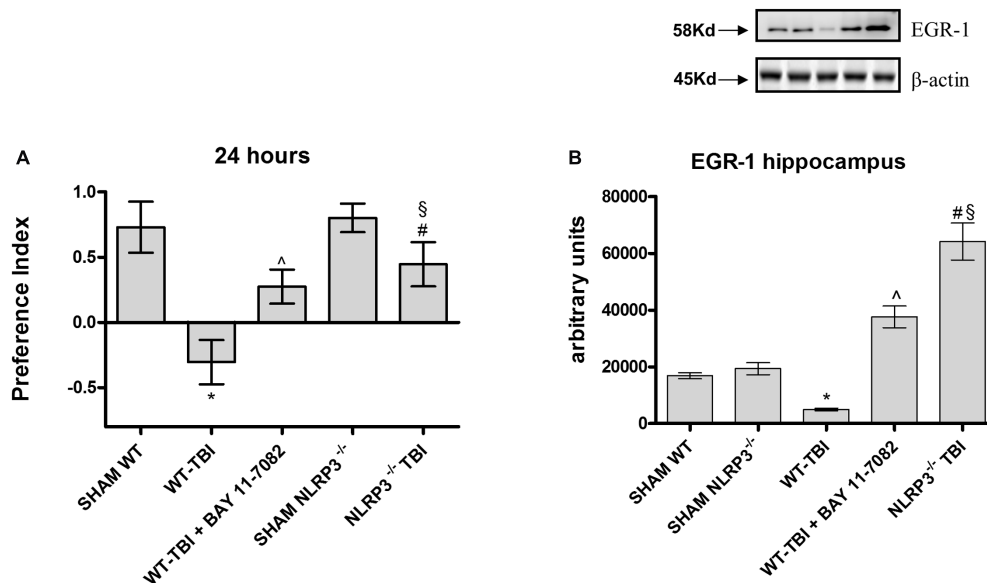 58Kd EGR-1
45Kd β-actin
A
24 hours
Preference Index
1.0
0.5
0.0
-0.5
^
§
#
*
SHAM WT
WT-TBI
WT-TBI + BAY 11-7082
SHAM NLRP3-/-
NLRP3-/- TBI
B
EGR-1 hippocampus
arbitrary units
80000
60000
40000
20000
0
*
^
#§
SHAM WT
SHAM NLRP3-/-
WT-TBI
WT-TBI + BAY 11-7082
NLRP3-/- TBI